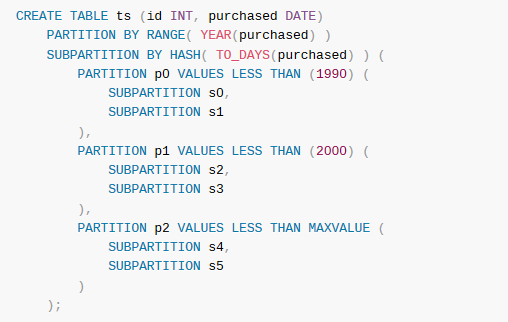 CREATE TABLE ts (id INT, purchased DATE)
    PARTITION BY RANGE( YEAR(purchased) )
    SUBPARTITION BY HASH( TO_DAYS(purchased) ) (
        PARTITION p0 VALUES LESS THAN (1990) (
            SUBPARTITION s0,
            SUBPARTITION s1
        ),
        PARTITION p1 VALUES LESS THAN (2000) (
            SUBPARTITION s2,
            SUBPARTITION s3
        ),
        PARTITION p2 VALUES LESS THAN MAXVALUE (
            SUBPARTITION s4,
            SUBPARTITION s5
        )
    );